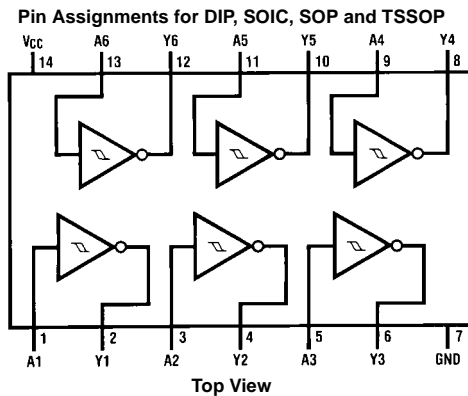 Pin Assignments for DIP, SOIC, SOP and TSSOP
VCC A6 Y6 A5 Y5 A4 Y4
14 13 12 11 10 9 8
1 2 3 4 5 6 7
A1 Y1 A2 Y2 A3 Y3 GND
Top View